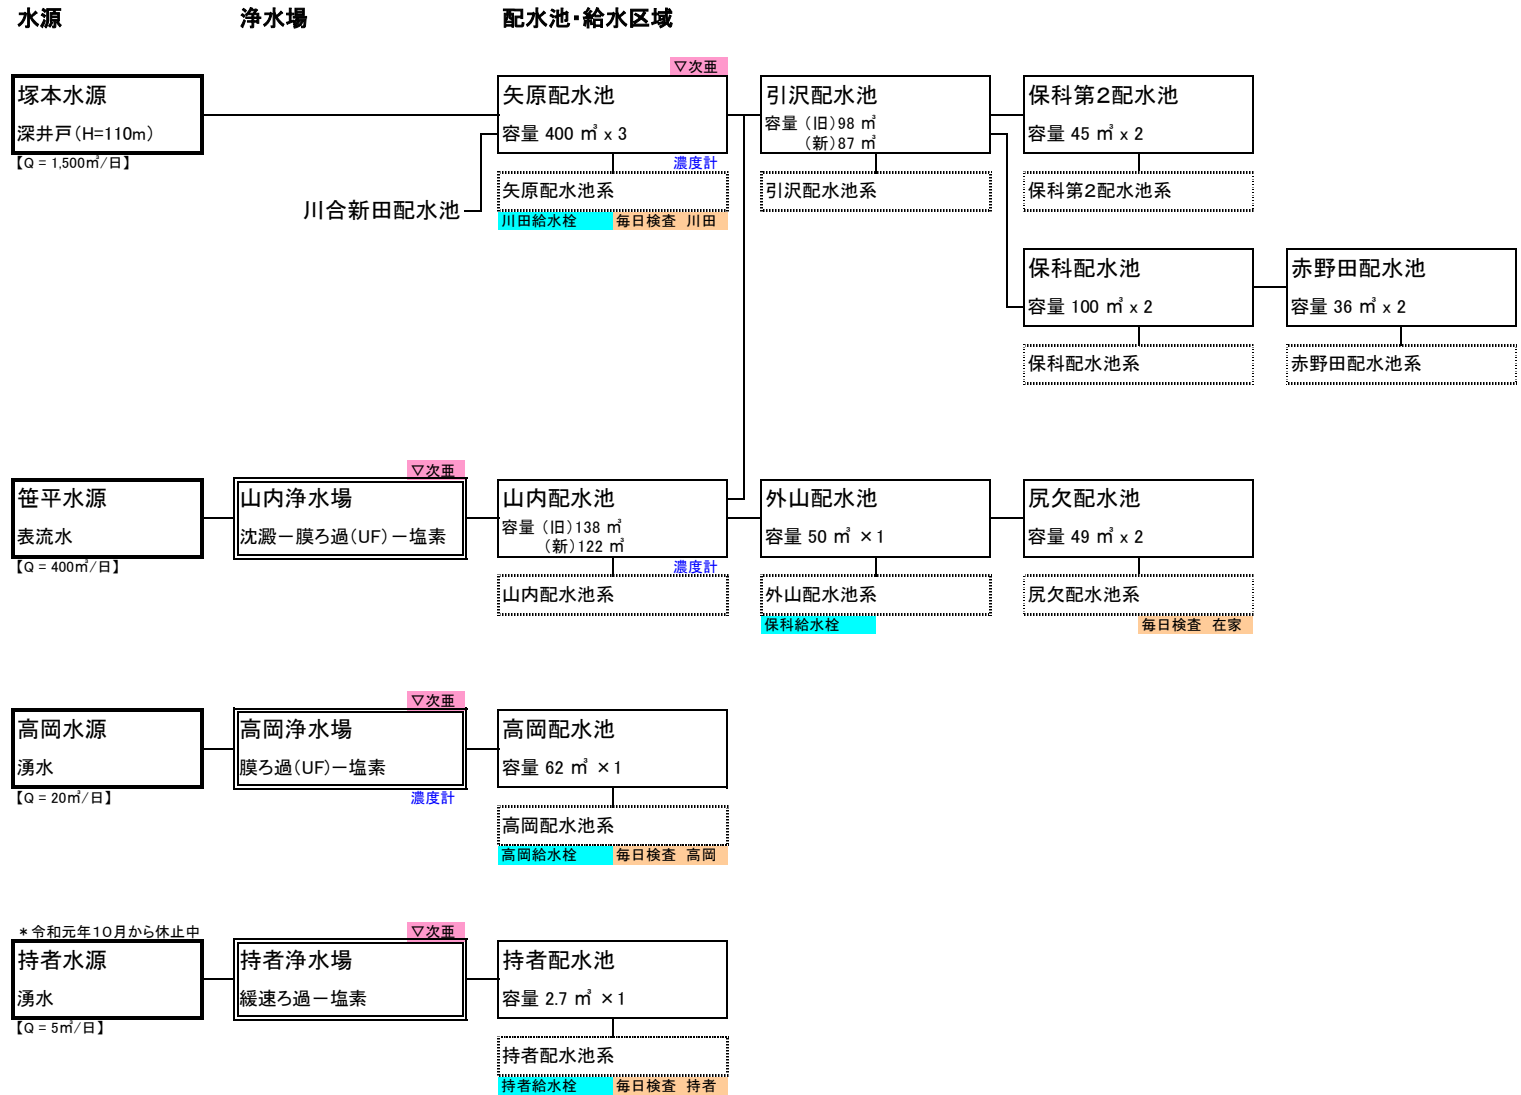 水源
浄水場
配水池・給水区域
▽次亜
塚本水源
深井戸（H=110m）
【Q = 1,500㎥/日】
矢原配水池
容量 400 ㎥ x 3
濃度計
矢原配水池系
川田給水栓
毎日検査 川田
川合新田配水池
引沢配水池
容量 （旧）98 ㎥
（新）87 ㎥
引沢配水池系
保科第２配水池
容量 45 ㎥ x 2
保科第２配水池系
保科配水池
容量 100 ㎥ x 2
保科配水池系
赤野田配水池
容量 36 ㎥ x 2
赤野田配水池系
▽次亜
笹平水源
表流水
【Q = 400㎥/日】
山内浄水場
沈澱－膜ろ過（UF）－塩素
山内配水池
容量 （旧）138 ㎥
（新）122 ㎥
濃度計
山内配水池系
外山配水池
容量 50 ㎥ ×1
外山配水池系
保科給水栓
尻欠配水池
容量 49 ㎥ x 2
尻欠配水池系
毎日検査 在家
▽次亜
高岡水源
湧水
【Q = 20㎥/日】
高岡浄水場
膜ろ過（UF）－塩素
濃度計
高岡配水池
容量 62 ㎥ ×1
高岡配水池系
高岡給水栓
毎日検査 高岡
＊令和元年１０月から休止中
▽次亜
持者水源
湧水
【Q = 5㎥/日】
持者浄水場
緩速ろ過－塩素
持者配水池
容量 2.7 ㎥ ×1
持者配水池系
持者給水栓
毎日検査 持者